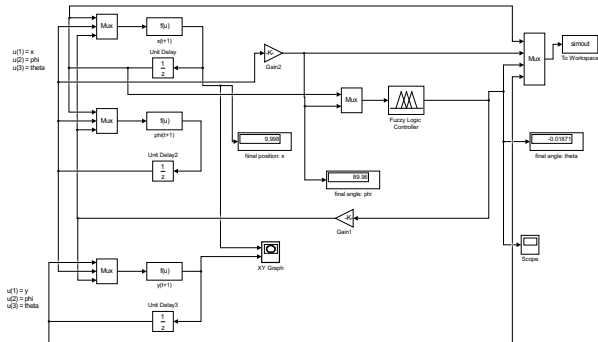 Mux
f(u)
x(t+1)
Unit Delay
1
z
u(1) = x
u(2) = phi
u(3) = theta
-K-
Gain2
Mux
simout
To Workspace
Mux
Fuzzy Logic
Controller
Mux
f(u)
phi(t+1)
9.998
final position: x
-0.01871
final angle: theta
Unit Delay2
1
z
89.96
final angle: phi
-K-
Gain1
Scope
XY Graph
Mux
f(u)
y(t+1)
u(1) = y
u(2) = phi
u(3) = theta
Unit Delay3
1
z